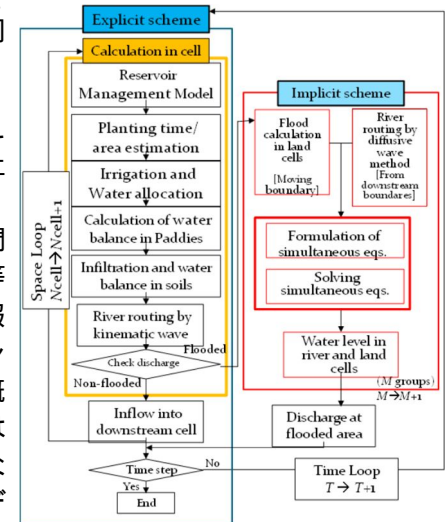 Explicit scheme
Calculation in cell
Reservoir
Management Model
Planting time/
area estimation
Irrigation and
Water allocation
Calculation of water
balance in Paddies
Infiltration and water
balance in soils
River routing by
kinematic wave
Flooded
Check discharge
Non-flooded
Inflow into
downstream cell
Time step
No
Yes
End
Space Loop
Ncell→Ncell+1
Implicit scheme
Flood
calculation
in land
cells
[Moving
boundary]
River
routing by
diffusive
wave
method
[From
downstream
boundares]
Formulation of
simultaneous eqs.
Solving
simultaneous eqs.
Water level in
river and land
cells
(M groups)
M→M+1
Discharge at
flooded area
Time Loop
T → T+1